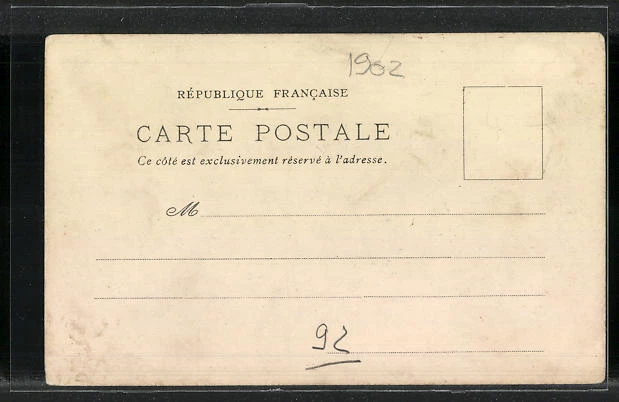 1902
RÉPUBLIQUE FRANÇAISE
CARTE POSTALE
Ce côté est exclusivement réservé à l'adresse.
M
92